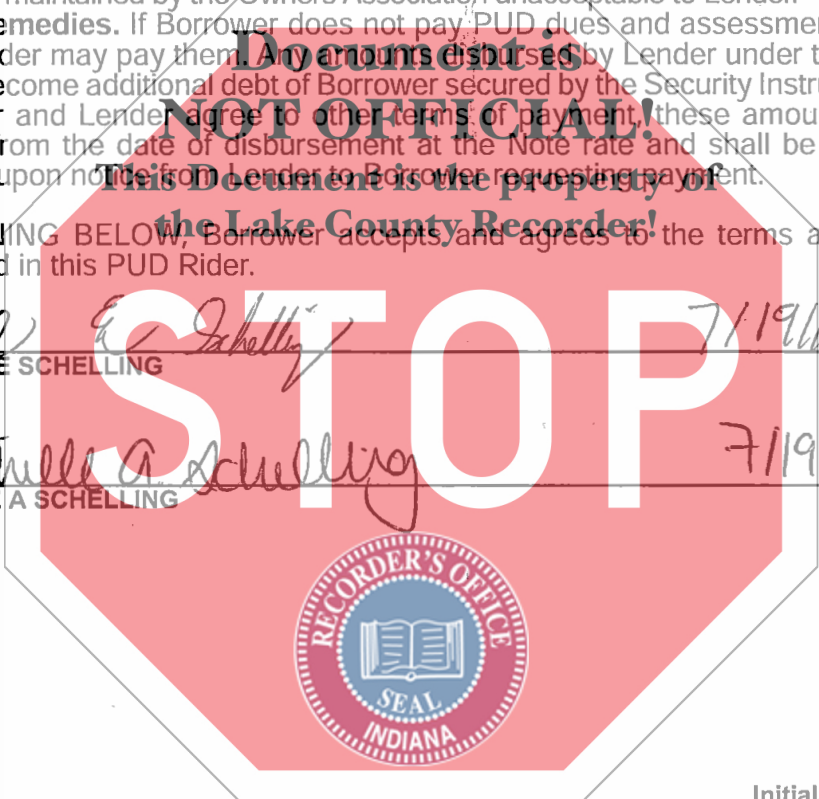 maintained by the Owners Association unacceptable to Lender
emedies. If Borrower does not pay PUD dues and assessme
der may pay them. Any amounts disbursed by Lender under t
come additional debt of Borrower secured by the Security Instru
r and Lender agree to other terms of payment, these amou
rom the date of disbursement at the Note rate and shall be
upon notice from Lender to Borrower requesting payment.
Document is
NOT OFFICIAL!
This Document is the property of
the Lake County Recorder!
ING BELOW, Borrower accepts and agrees to the terms a
d in this PUD Rider.
STOP
E Schelling 7/19/
E SCHELLING
elle A Schelling 7/19
A SCHELLING
RECORDER'S OFFICE
SEAL
INDIANA
Initial